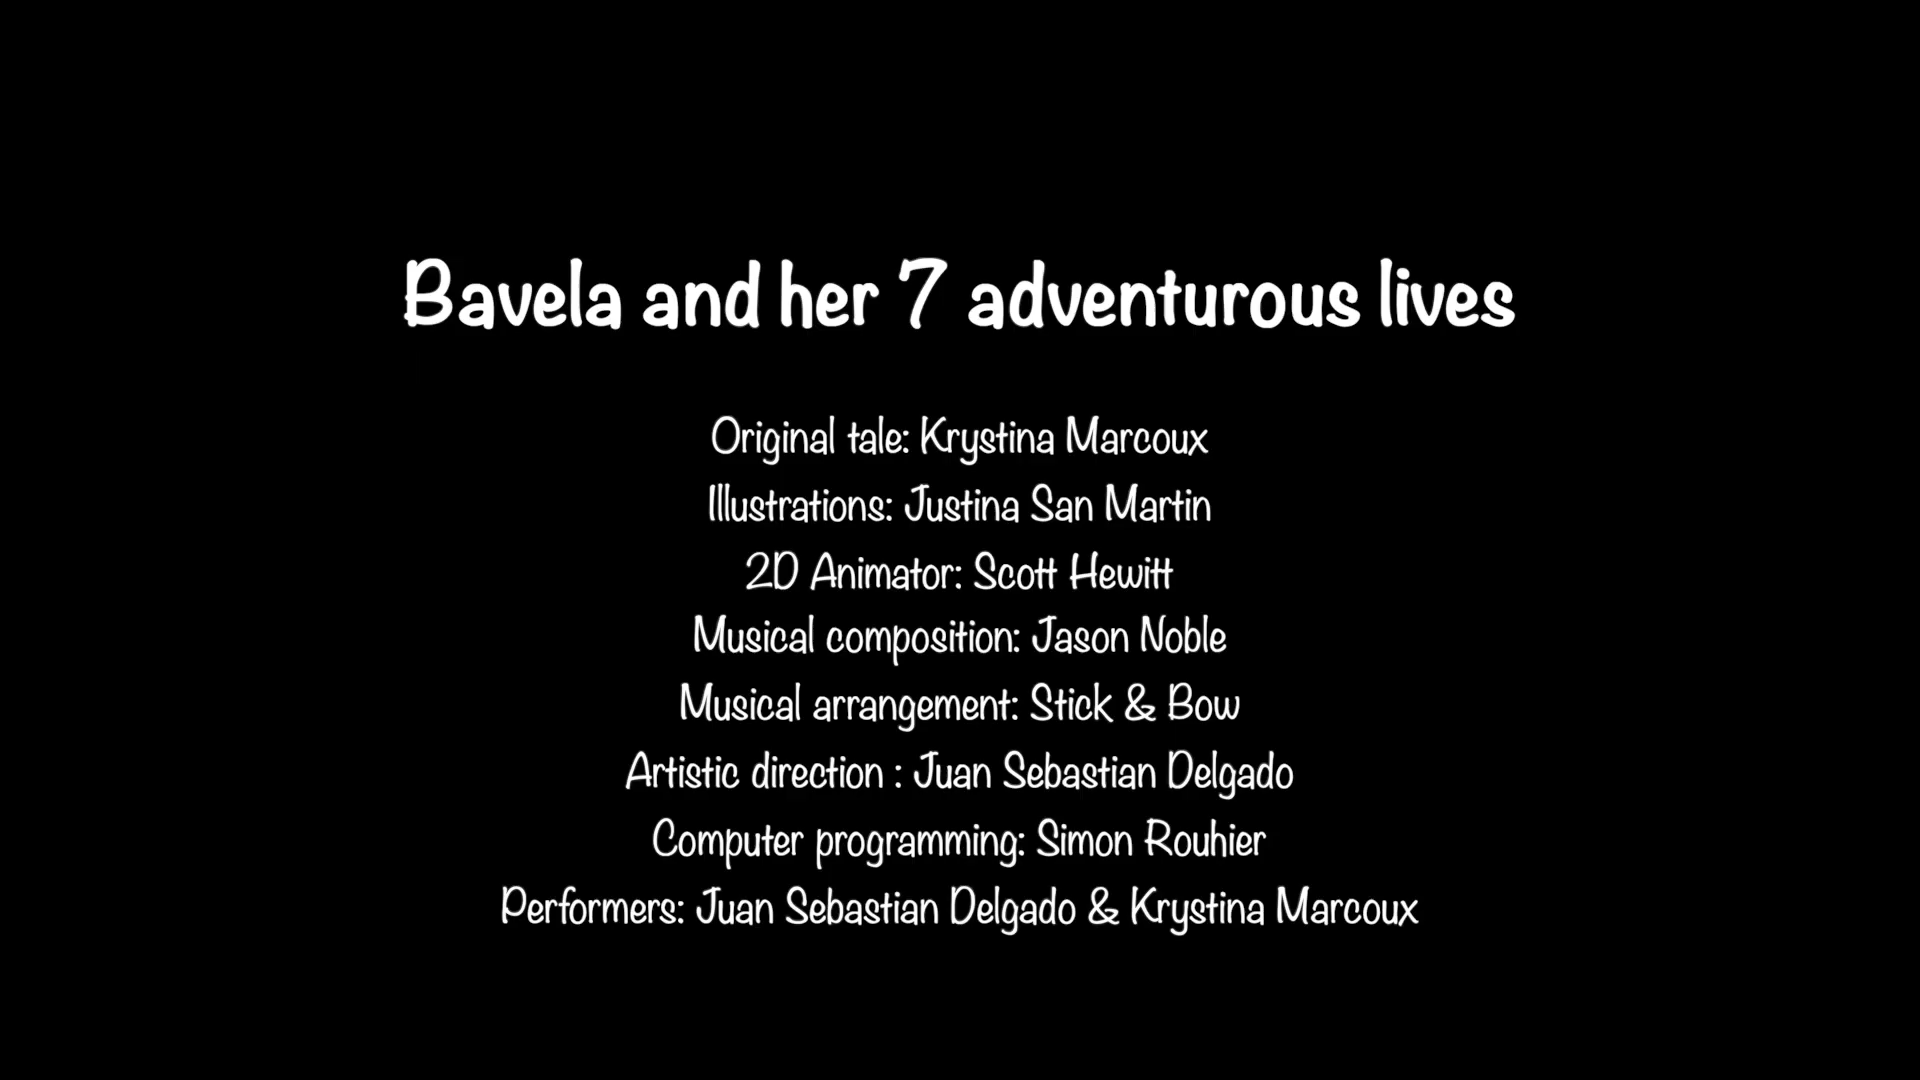 Bavela and her 7 adventurous lives
Original tale: Krystina Marcoux
Illustrations: Justina San Martin
2D Animator: Scott Hewitt
Musical composition: Jason Noble
Musical arrangement: Stick & Bow
Artistic direction : Juan Sebastian Delgado
Computer programming: Simon Rouhier
Performers: Juan Sebastian Delgado & Krystina Marcoux